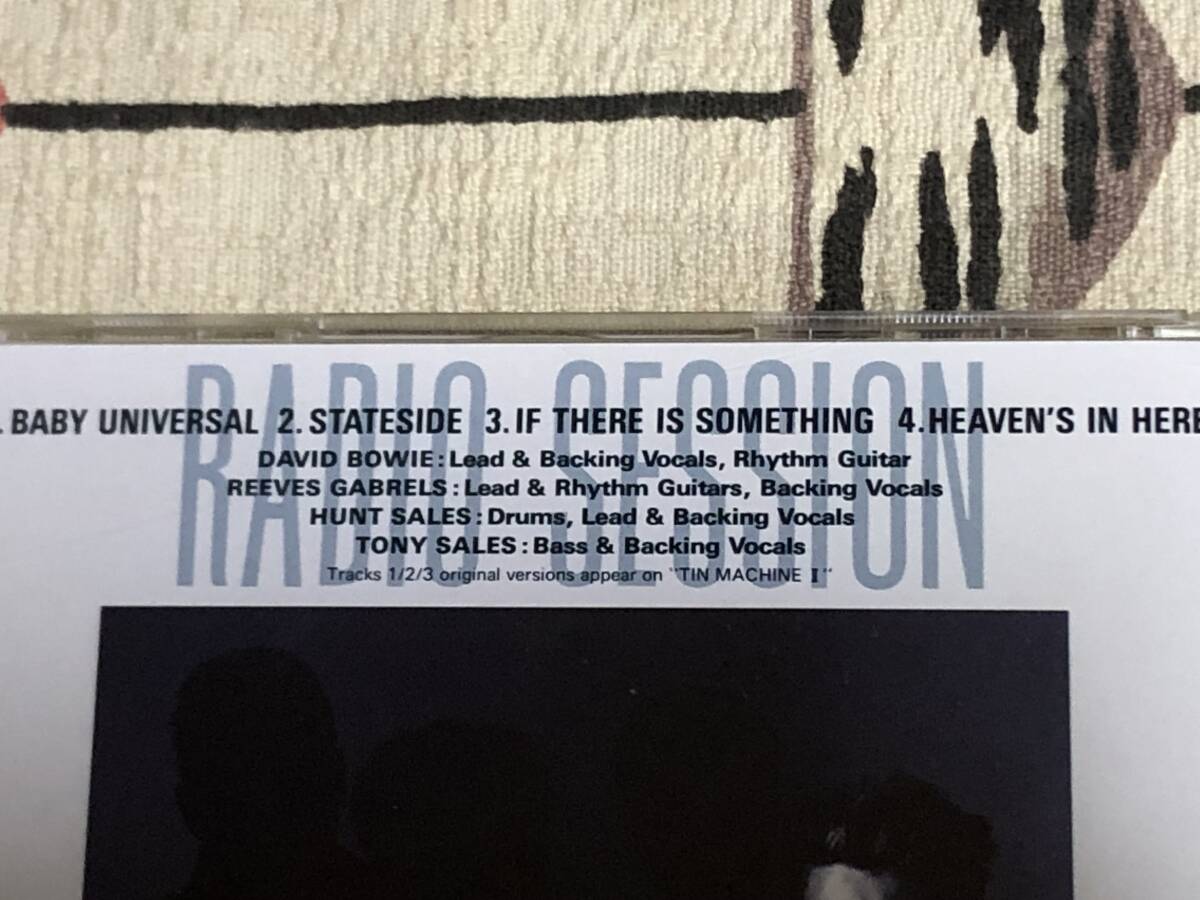 RADIO SESSION
. BABY UNIVERSAL 2. STATESIDE 3. IF THERE IS SOMETHING 4. HEAVEN'S IN HERE
DAVID BOWIE: Lead & Backing Vocals, Rhythm Guitar
REEVES GABRELS: Lead & Rhythm Guitars, Backing Vocals
HUNT SALES: Drums, Lead & Backing Vocals
TONY SALES: Bass & Backing Vocals
Tracks 1/2/3 original versions appear on "TIN MACHINE II"